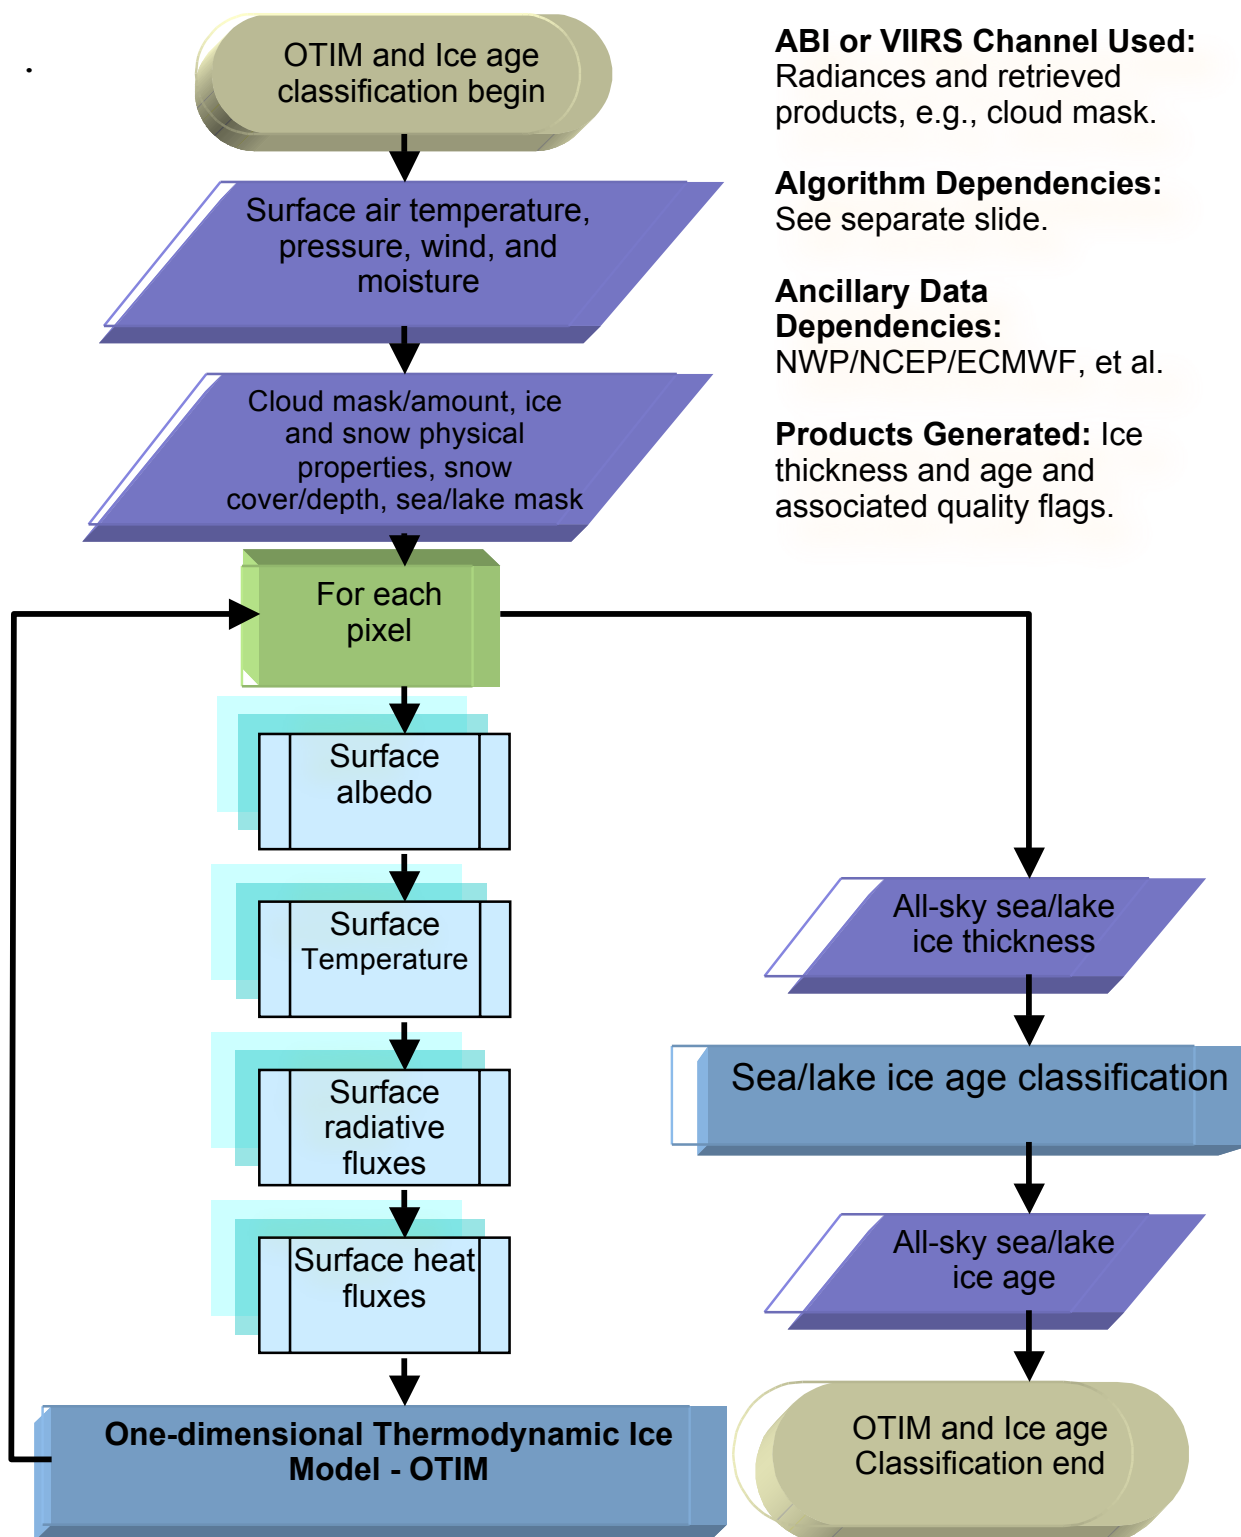 OTIM and Ice age
classification begin
.
Surface air temperature,
pressure, wind, and
moisture
Cloud mask/amount, ice
and snow physical
properties, snow
cover/depth, sea/lake mask
For each
pixel
Surface
albedo
Surface
Temperature
Surface
radiative
fluxes
Surface heat
fluxes
One-dimensional Thermodynamic Ice
Model - OTIM
ABI or VIIRS Channel Used:
Radiances and retrieved
products, e.g., cloud mask.
Algorithm Dependencies:
See separate slide.
Ancillary Data
Dependencies:
NWP/NCEP/ECMWF, et al.
Products Generated: Ice
thickness and age and
associated quality flags.
All-sky sea/lake
ice thickness
Sea/lake ice age classification
All-sky sea/lake
ice age
OTIM and Ice age
Classification end